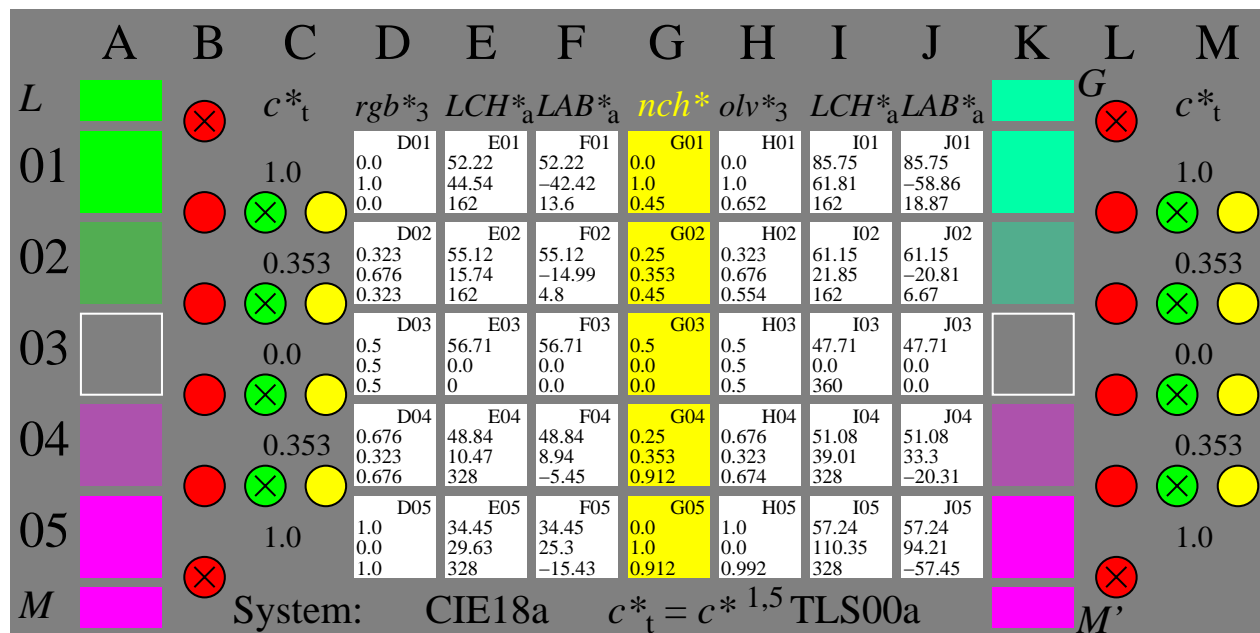 A B C D E F G H I J K L M
L c*t rgb*3 LCH*a LAB*a nch* olv*3 LCH*a LAB*a G c*t
01 1.0 1.0
D01 E01 F01 G01 H01 I01 J01
0.0 52.22 52.22 0.0 0.0 85.75 85.75
1.0 44.54 −42.42 1.0 1.0 61.81 −58.86
0.0 162 13.6 0.45 0.652 162 18.87
02 0.353 0.353
D02 E02 F02 G02 H02 I02 J02
0.323 55.12 55.12 0.25 0.323 61.15 61.15
0.676 15.74 −14.99 0.353 0.676 21.85 −20.81
0.323 162 4.8 0.45 0.554 162 6.67
03 0.0 0.0
D03 E03 F03 G03 H03 I03 J03
0.5 56.71 56.71 0.5 0.5 47.71 47.71
0.5 0.0 0.0 0.0 0.5 0.0 0.0
0.5 0 0.0 0.0 0.5 360 0.0
04 0.353 0.353
D04 E04 F04 G04 H04 I04 J04
0.676 48.84 48.84 0.25 0.676 51.08 51.08
0.323 10.47 8.94 0.353 0.323 39.01 33.3
0.676 328 −5.45 0.912 0.674 328 −20.31
05 1.0 1.0
D05 E05 F05 G05 H05 I05 J05
1.0 34.45 34.45 0.0 1.0 57.24 57.24
0.0 29.63 25.3 1.0 0.0 110.35 94.21
1.0 328 −15.43 0.912 0.992 328 −57.45
M System: CIE18a c*t = c* 1,5 TLS00a M’